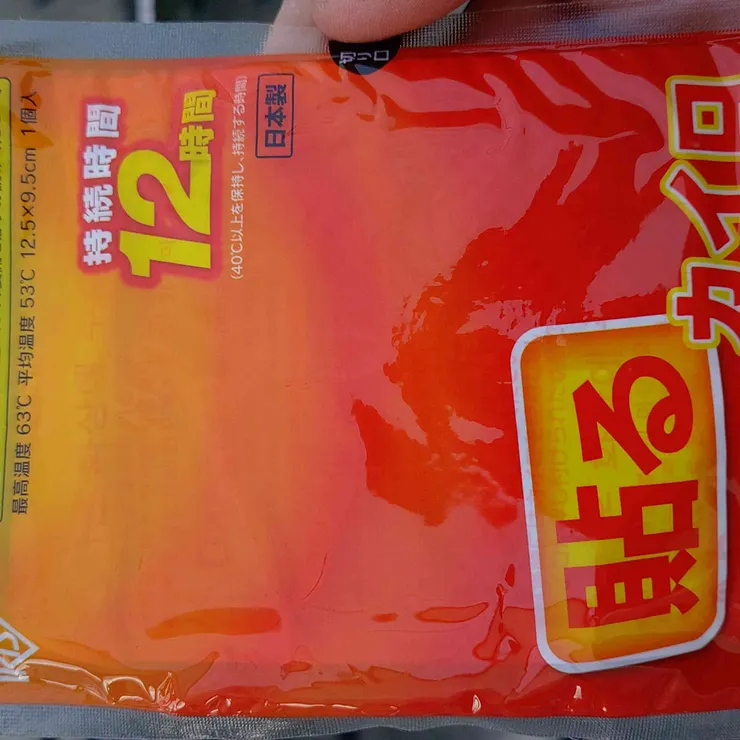 貼る
カイロ
切り口
日本製
持続時間
12時間
(40℃以上を保持し、持続する時間)
最高温度 63℃ 平均温度 53℃ 12.5×9.5cm 1個入